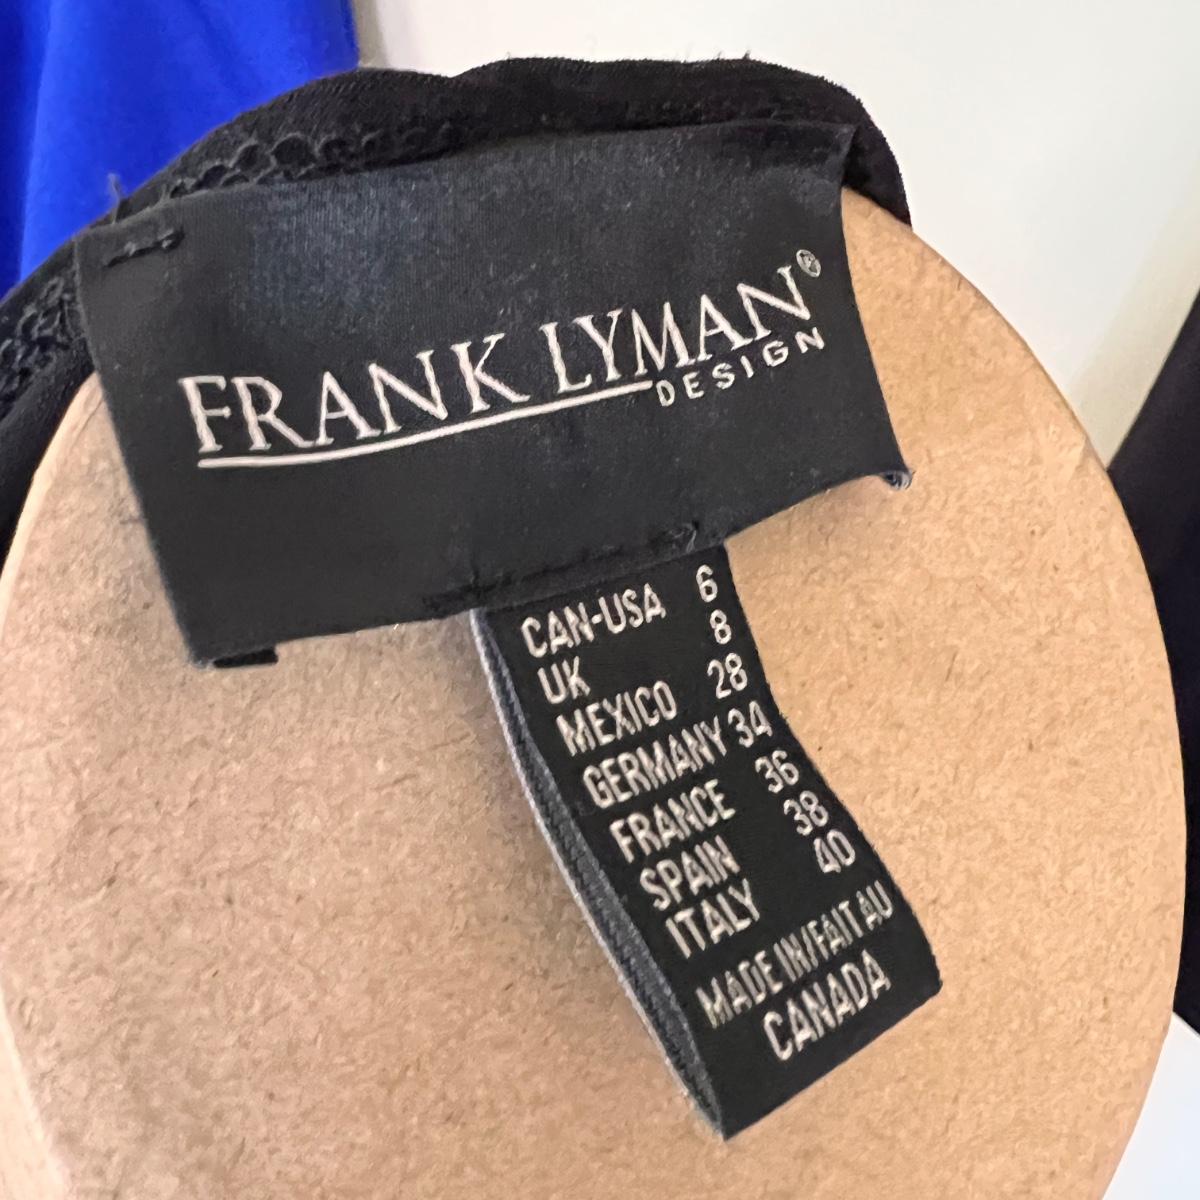 FRANK LYMAN®
DESIGN
CAN-USA 6
UK 8
MEXICO 28
GERMANY 34
FRANCE 36
SPAIN 38
ITALY 40
MADE IN/FAIT AU
CANADA